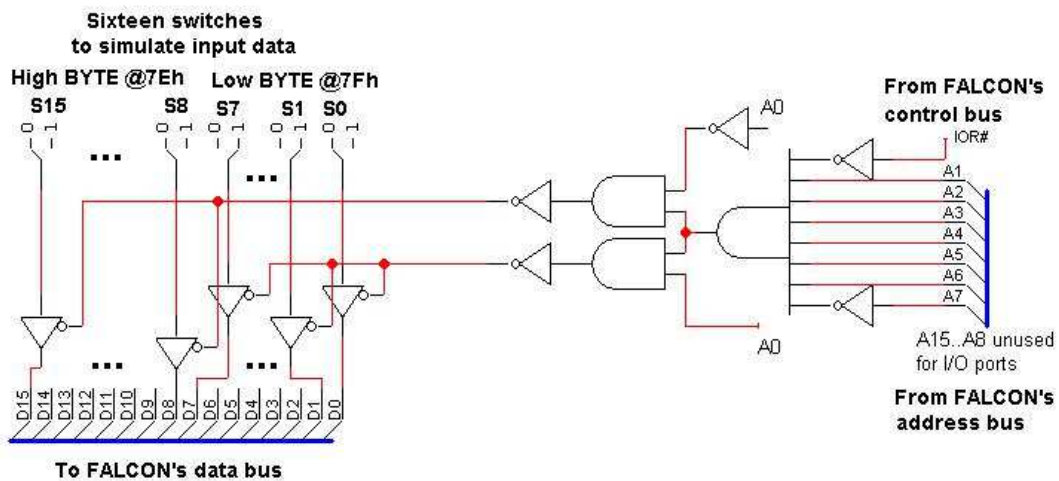 Sixteen switches
to simulate input data
High BYTE @7Eh Low BYTE @7Fh
S15 S8 S7 S1 S0
0 1 0 1 0 1 0 1 0 1
... ...
A0
From FALCON's
control bus
IOR#
A1
A2
A3
A4
A5
A6
A7
A0
A15..A8 unused
for I/O ports
From FALCON's
address bus
... ...
D15 D14 D13 D12 D11 D10 D9 D8 D7 D6 D5 D4 D3 D2 D1 D0
To FALCON's data bus